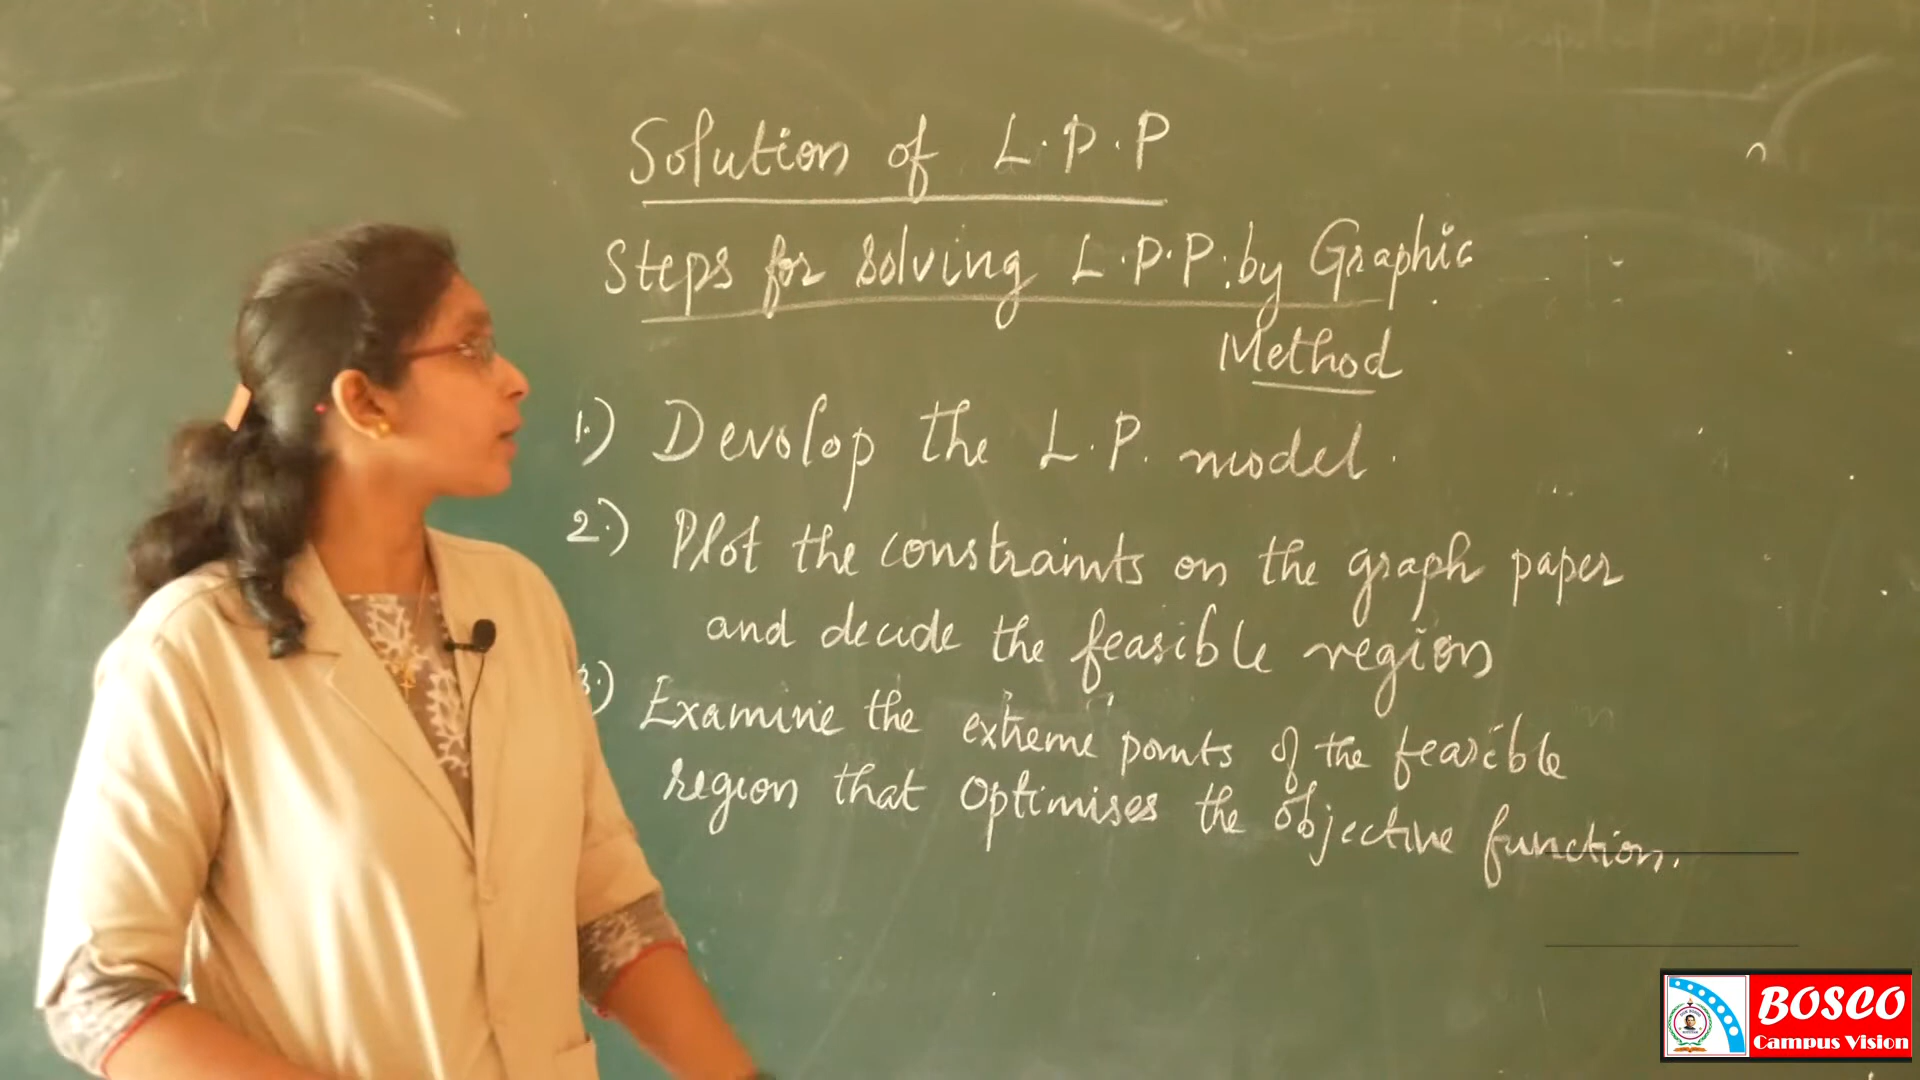 Solution of L.P.P
Steps for solving L.P.P. by Graphic
Method
1.) Devolop the L.P. model.
2.) Plot the constraints on the graph paper
and decide the feasible region
3.) Examine the extreme points of the feasible
region that optimises the objective function.
BOSCO
Campus Vision